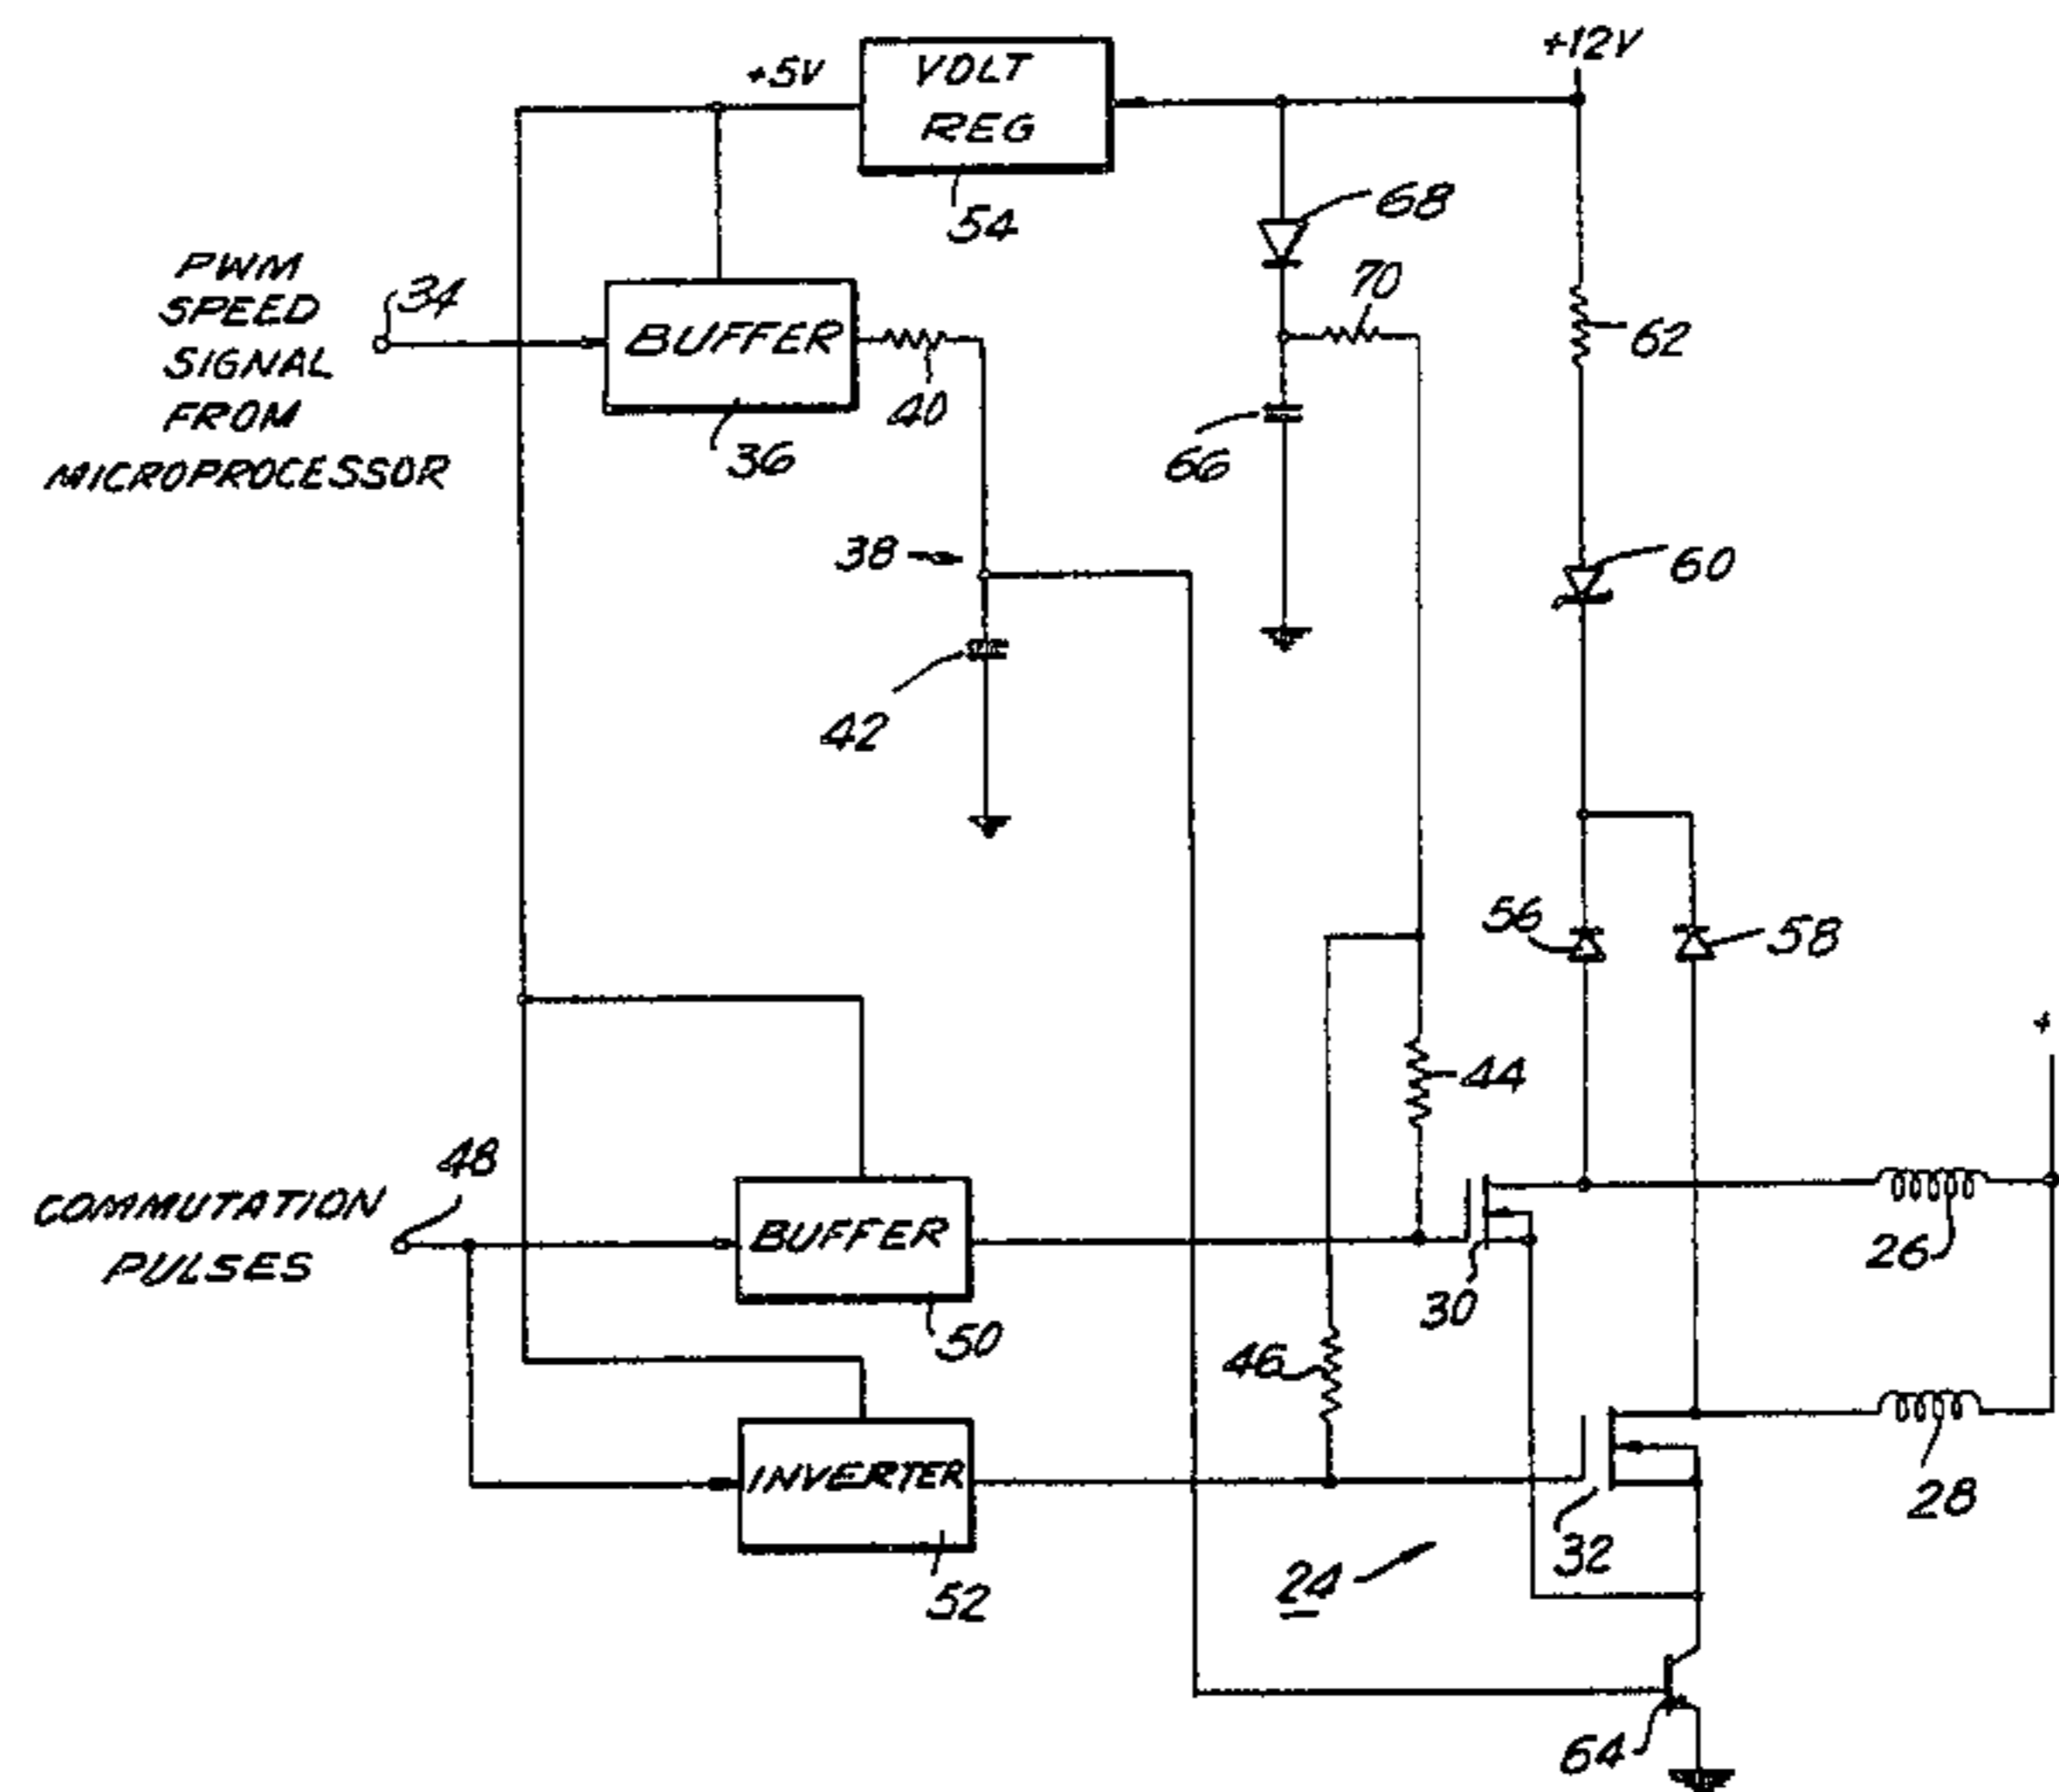 +5V
VOLT
REG
+12V
54
68
PWM
SPEED
SIGNAL
FROM
MICROPROCESSOR
34
BUFFER
36
40
70
62
66
38
60
42
56
58
+
44
COMMUTATION
PULSES
48
BUFFER
50
30
26
46
INVERTER
52
24
32
28
64